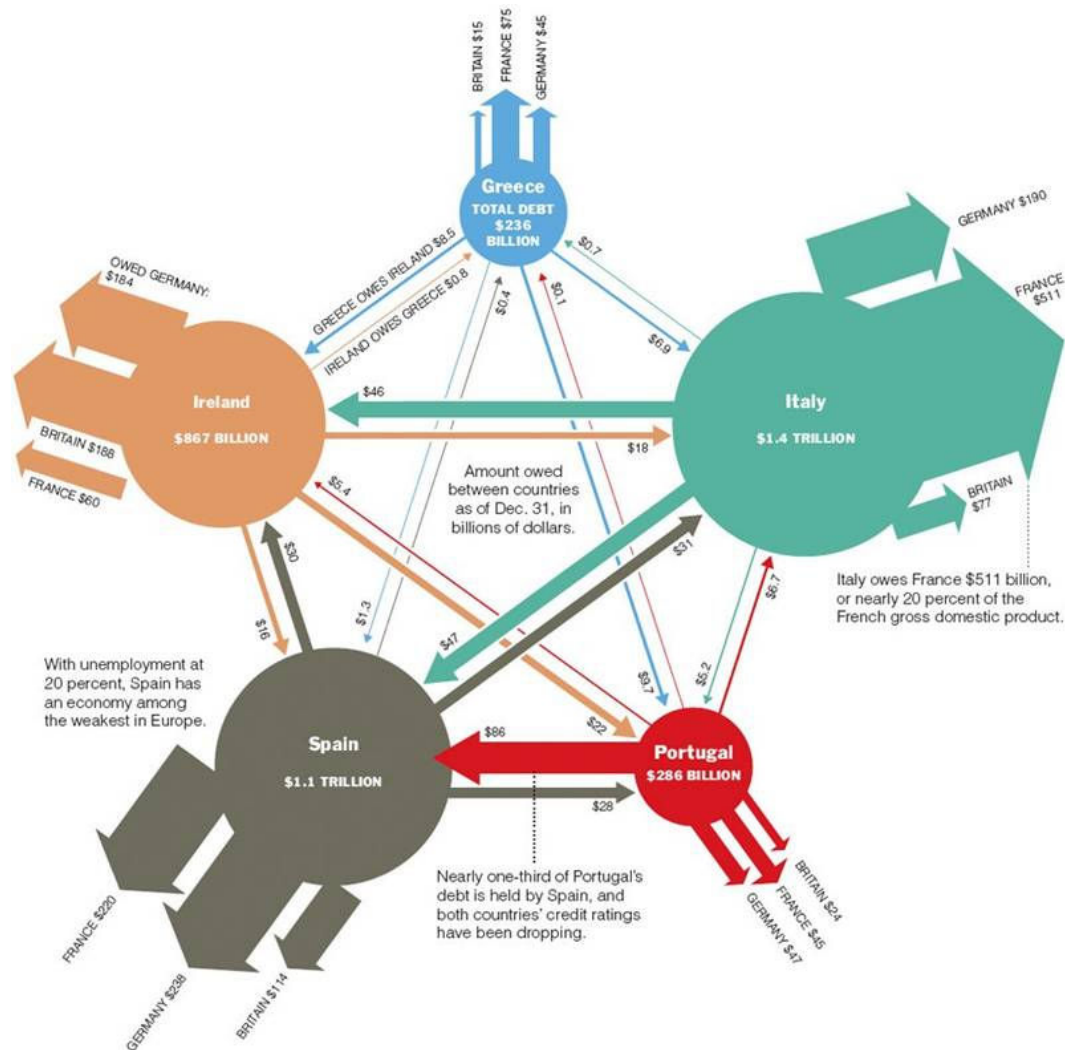 BRITAIN $15
FRANCE $75
GERMANY $45
Greece
TOTAL DEBT
$236
BILLION
GREECE OWES IRELAND $8.5
IRELAND OWES GREECE $0.8
$0.4
$0.1
$0.7
$6.9
GERMANY $190
FRANCE
$511
OWED GERMANY:
$184
Ireland
$867 BILLION
BRITAIN $188
FRANCE $60
$46
$18
Italy
$1.4 TRILLION
BRITAIN
$77
Amount owed
between countries
as of Dec. 31, in
billions of dollars.
$5.4
$30
$16
$1.3
$47
$31
$9.7
$5.2
$6.7
$22
Italy owes France $511 billion,
or nearly 20 percent of the
French gross domestic product.
With unemployment at
20 percent, Spain has
an economy among
the weakest in Europe.
Spain
$1.1 TRILLION
$86
$28
Portugal
$286 BILLION
Nearly one-third of Portugal's
debt is held by Spain, and
both countries' credit ratings
have been dropping.
FRANCE $220
GERMANY $238
BRITAIN $114
BRITAIN $24
FRANCE $45
GERMANY $47